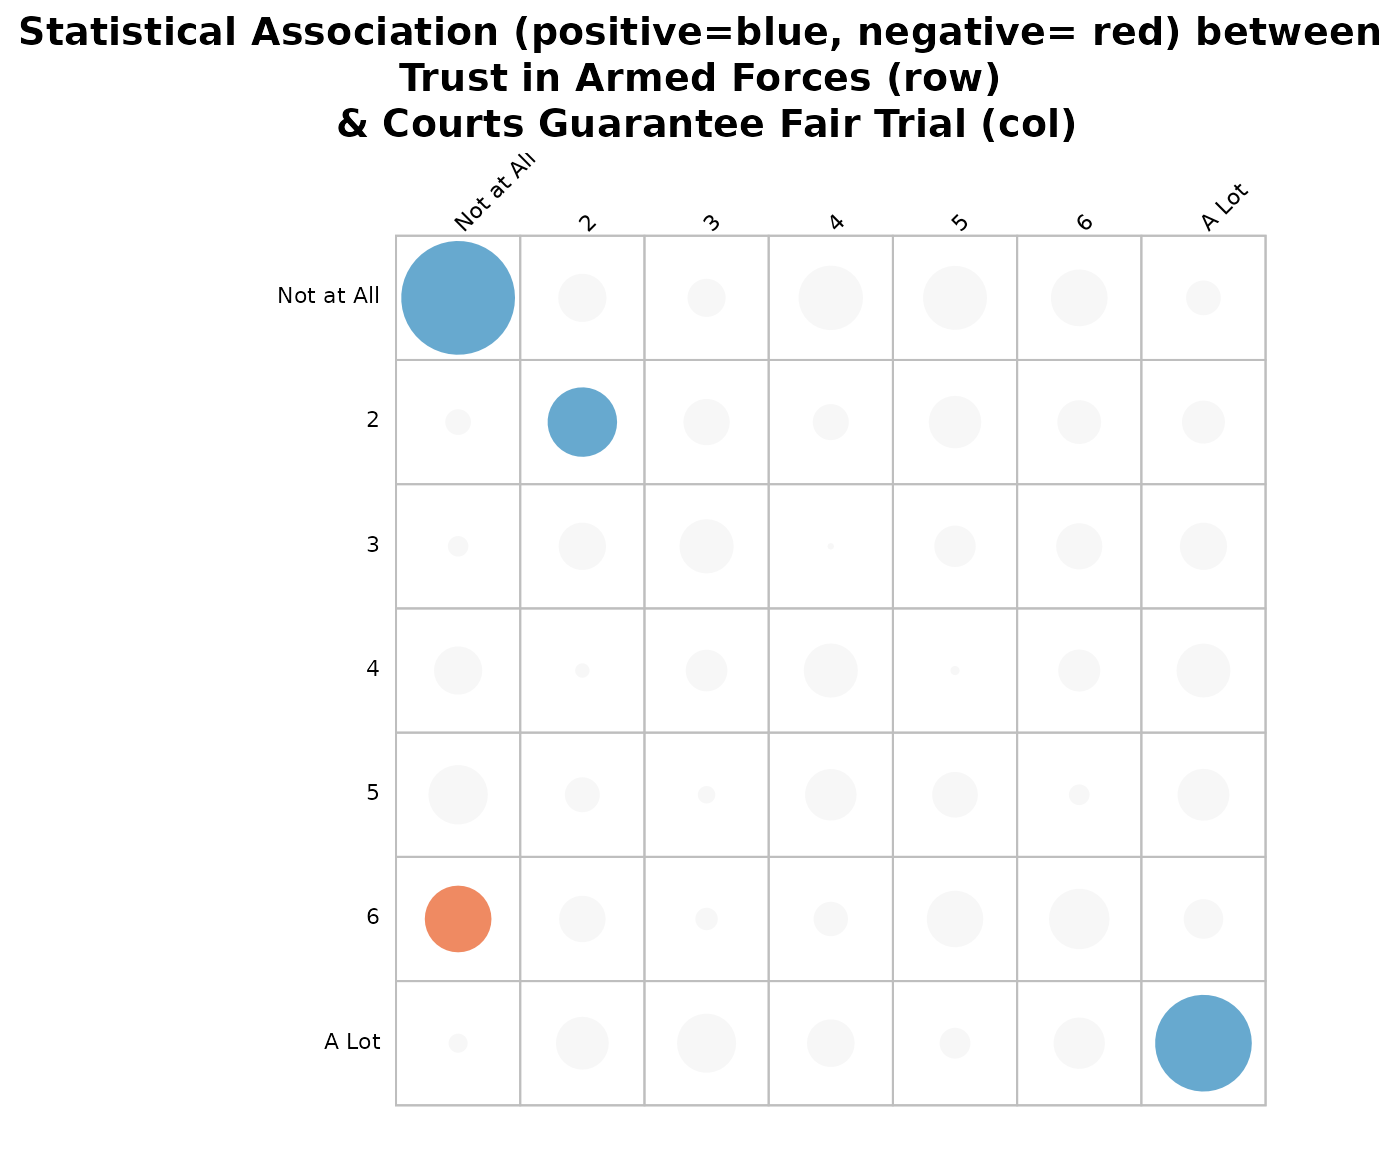 Statistical Association (positive=blue, negative= red) between
Trust in Armed Forces (row)
& Courts Guarantee Fair Trial (col)
Not at All 2 3 4 5 6 A Lot
Not at All
2
3
4
5
6
A Lot